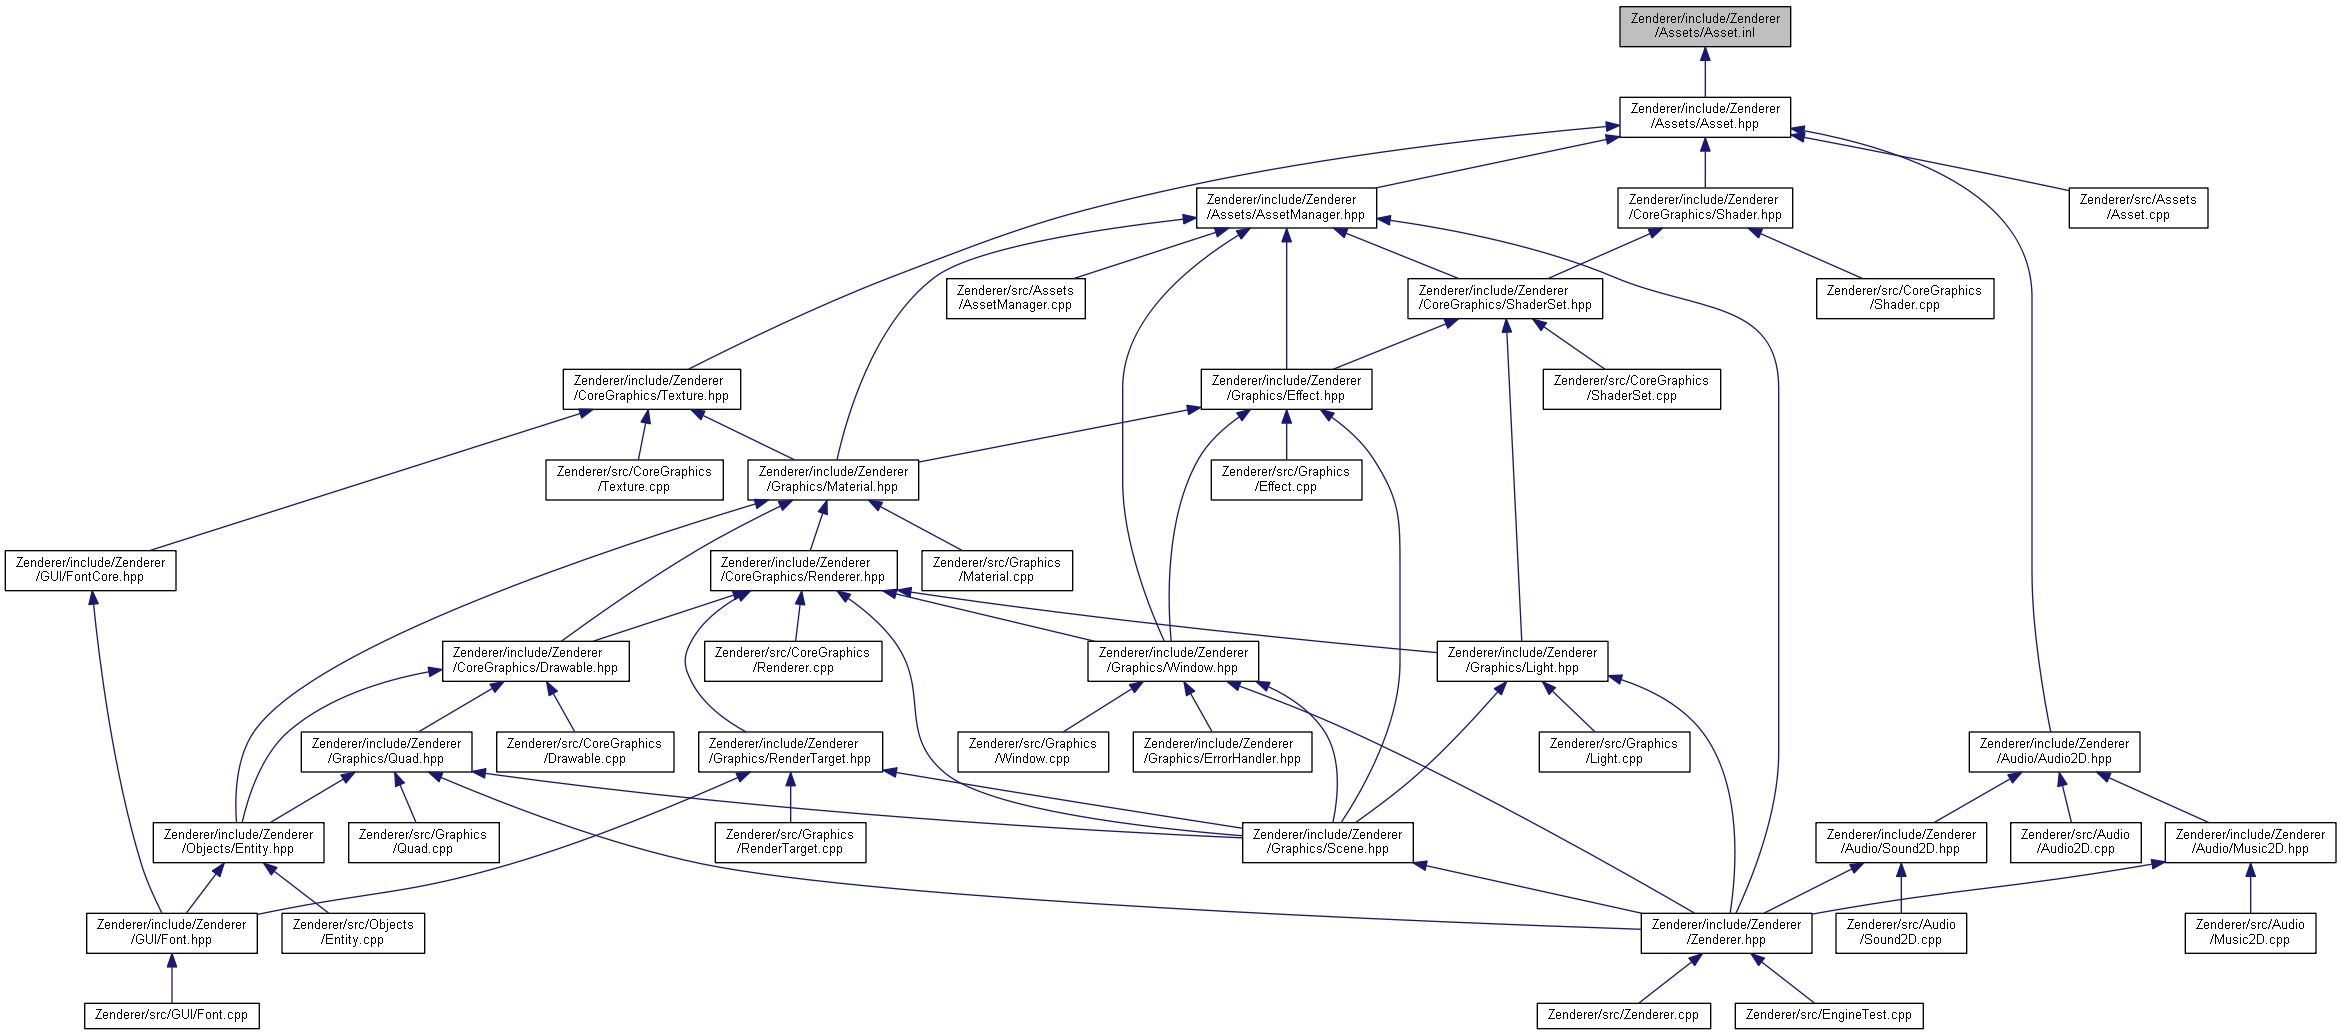 Zenderer/include/Zenderer
/Assets/Asset.inl
Zenderer/include/Zenderer
/Assets/Asset.hpp
Zenderer/include/Zenderer
/Assets/AssetManager.hpp
Zenderer/include/Zenderer
/CoreGraphics/Shader.hpp
Zenderer/src/Assets
/Asset.cpp
Zenderer/src/Assets
/AssetManager.cpp
Zenderer/include/Zenderer
/CoreGraphics/ShaderSet.hpp
Zenderer/src/CoreGraphics
/Shader.cpp
Zenderer/include/Zenderer
/CoreGraphics/Texture.hpp
Zenderer/include/Zenderer
/Graphics/Effect.hpp
Zenderer/src/CoreGraphics
/ShaderSet.cpp
Zenderer/src/CoreGraphics
/Texture.cpp
Zenderer/include/Zenderer
/Graphics/Material.hpp
Zenderer/src/Graphics
/Effect.cpp
Zenderer/include/Zenderer
/GUI/FontCore.hpp
Zenderer/include/Zenderer
/CoreGraphics/Renderer.hpp
Zenderer/src/Graphics
/Material.cpp
Zenderer/include/Zenderer
/CoreGraphics/Drawable.hpp
Zenderer/src/CoreGraphics
/Renderer.cpp
Zenderer/include/Zenderer
/Graphics/Window.hpp
Zenderer/include/Zenderer
/Graphics/Light.hpp
Zenderer/include/Zenderer
/Graphics/Quad.hpp
Zenderer/src/CoreGraphics
/Drawable.cpp
Zenderer/include/Zenderer
/Graphics/RenderTarget.hpp
Zenderer/src/Graphics
/Window.cpp
Zenderer/include/Zenderer
/Graphics/ErrorHandler.hpp
Zenderer/src/Graphics
/Light.cpp
Zenderer/include/Zenderer
/Audio/Audio2D.hpp
Zenderer/include/Zenderer
/Objects/Entity.hpp
Zenderer/src/Graphics
/Quad.cpp
Zenderer/src/Graphics
/RenderTarget.cpp
Zenderer/include/Zenderer
/Graphics/Scene.hpp
Zenderer/include/Zenderer
/Audio/Sound2D.hpp
Zenderer/src/Audio
/Audio2D.cpp
Zenderer/include/Zenderer
/Audio/Music2D.hpp
Zenderer/include/Zenderer
/GUI/Font.hpp
Zenderer/src/Objects
/Entity.cpp
Zenderer/include/Zenderer
/Zenderer.hpp
Zenderer/src/Audio
/Sound2D.cpp
Zenderer/src/Audio
/Music2D.cpp
Zenderer/src/GUI/Font.cpp
Zenderer/src/Zenderer.cpp
Zenderer/src/EngineTest.cpp